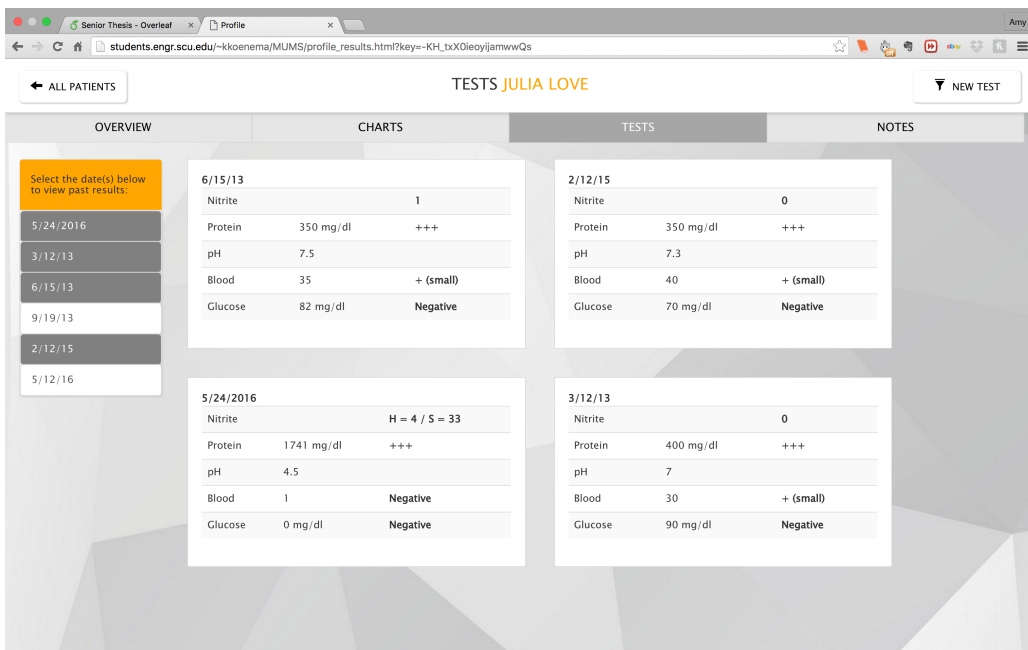 Senior Thesis - Overleaf × Profile ×
Amy
students.engr.scu.edu/~kkoenema/MUMS/profile_results.html?key=-KH_txX0ieoyijamwwQs
ebay
ALL PATIENTS
TESTS JULIA LOVE
NEW TEST
OVERVIEW CHARTS TESTS NOTES
Select the date(s) below
to view past results:
5/24/2016
3/12/13
6/15/13
9/19/13
2/12/15
5/12/16
6/15/13
Nitrite 1
Protein 350 mg/dl +++
pH 7.5
Blood 35 + (small)
Glucose 82 mg/dl Negative
2/12/15
Nitrite 0
Protein 350 mg/dl +++
pH 7.3
Blood 40 + (small)
Glucose 70 mg/dl Negative
5/24/2016
Nitrite H = 4 / S = 33
Protein 1741 mg/dl +++
pH 4.5
Blood 1 Negative
Glucose 0 mg/dl Negative
3/12/13
Nitrite 0
Protein 400 mg/dl +++
pH 7
Blood 30 + (small)
Glucose 90 mg/dl Negative